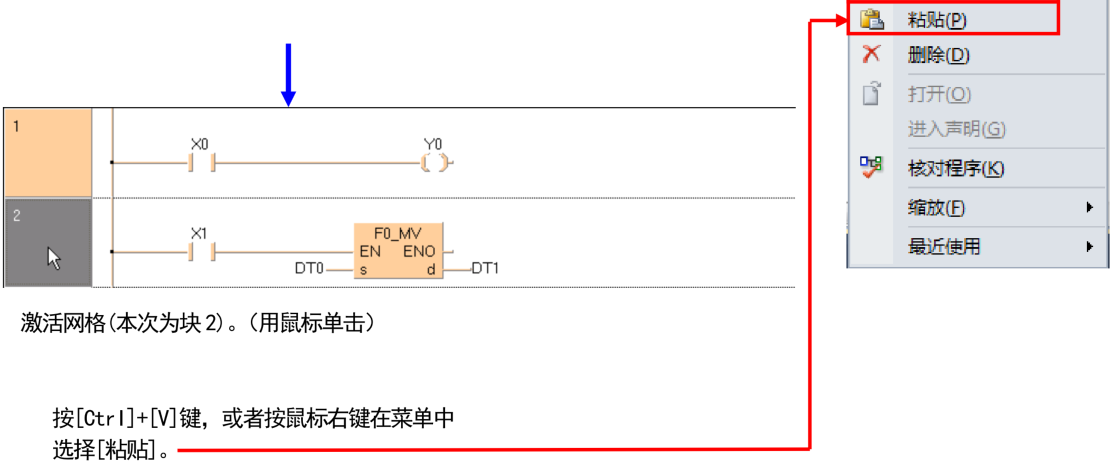 粘贴(P)
删除(D)
打开(O)
进入声明(G)
核对程序(K)
缩放(F)
最近使用
1
X0 Y0
2
X1 F0_MV
EN ENO
DT0 s d DT1
激活网格(本次为块2)。(用鼠标单击)
按[Ctrl]+[V]键，或者按鼠标右键在菜单中
选择[粘贴]。